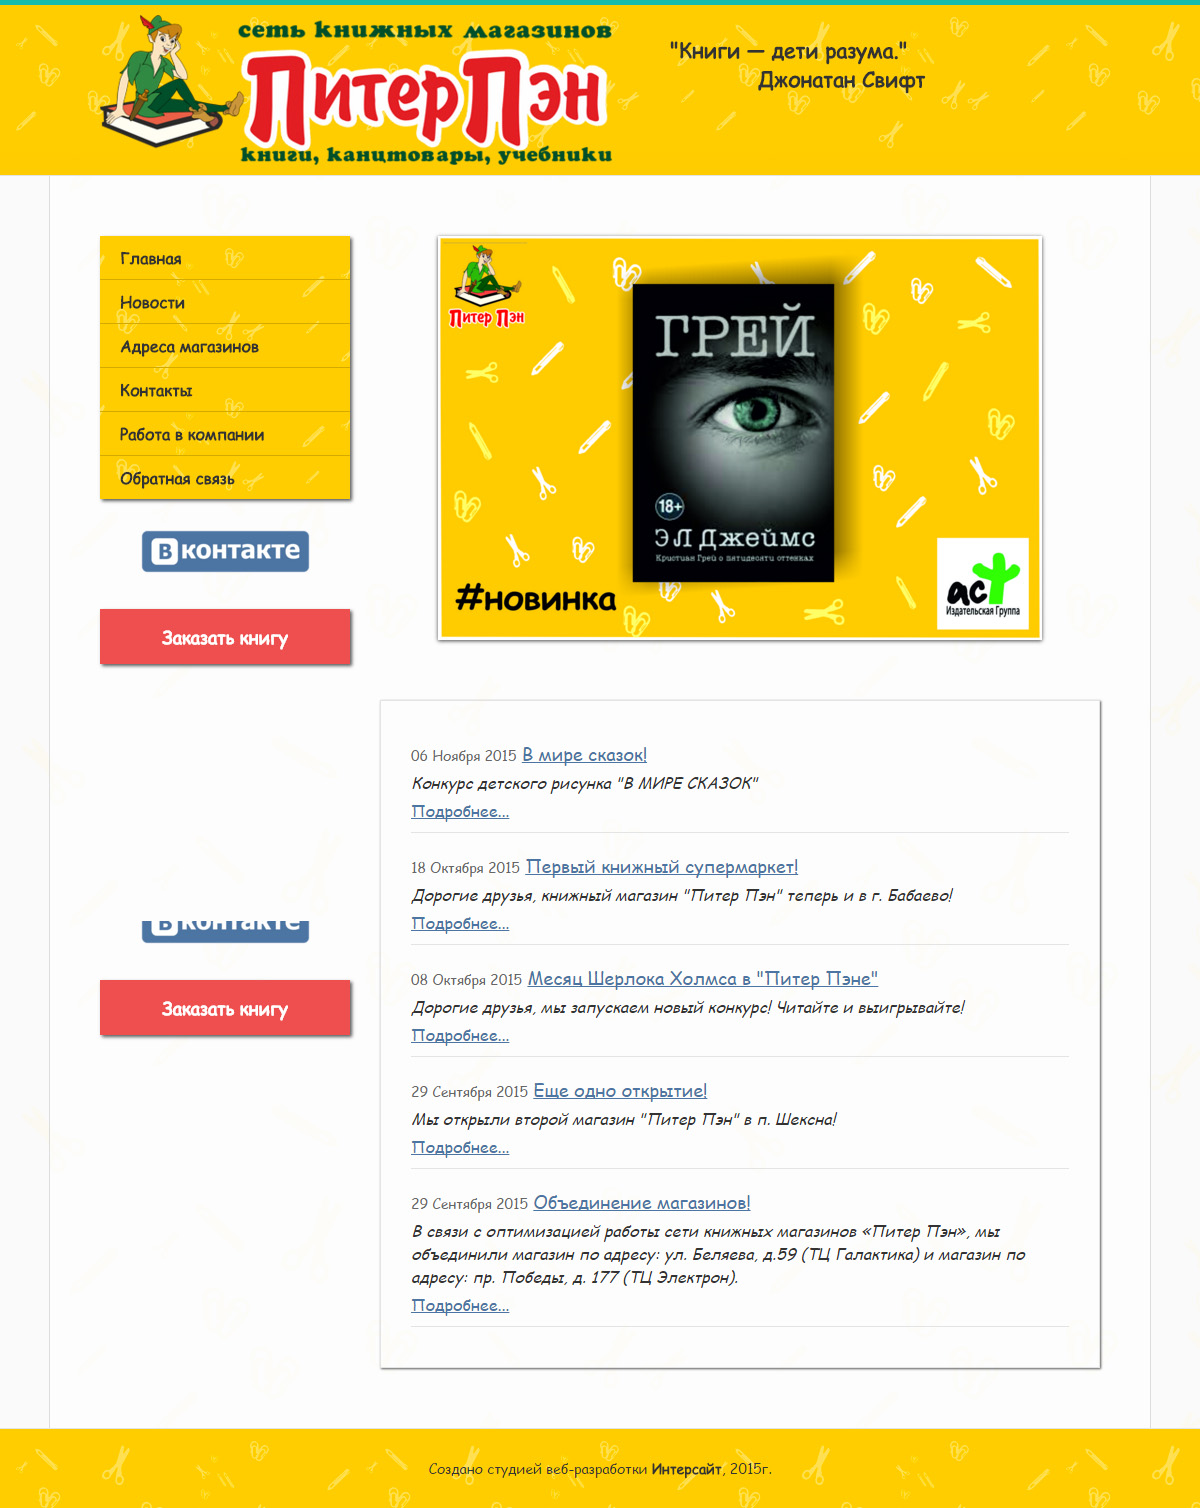 сеть книжных магазинов
Питер Пэн
книги, канцтовары, учебники
"Книги — дети разума."
Джонатан Свифт
Главная
Новости
Адреса магазинов
Контакты
Работа в компании
Обратная связь
Вконтакте
Заказать книгу
Питер Пэн
ГРЕЙ
18+
Э Л Джеймс
Кристиан Грей о пятидесяти оттенках
#новинка
аст
Издательская Группа
06 Ноября 2015 В мире сказок!
Конкурс детского рисунка "В МИРЕ СКАЗОК"
Подробнее...
18 Октября 2015 Первый книжный супермаркет!
Дорогие друзья, книжный магазин "Питер Пэн" теперь и в г. Бабаево!
Подробнее...
Вконтакте
Заказать книгу
08 Октября 2015 Месяц Шерлока Холмса в "Питер Пэне"
Дорогие друзья, мы запускаем новый конкурс! Читайте и выигрывайте!
Подробнее...
29 Сентября 2015 Еще одно открытие!
Мы открыли второй магазин "Питер Пэн" в п. Шексна!
Подробнее...
29 Сентября 2015 Объединение магазинов!
В связи с оптимизацией работы сети книжных магазинов «Питер Пэн», мы
объединили магазин по адресу: ул. Беляева, д.59 (ТЦ Галактика) и магазин по
адресу: пр. Победы, д. 177 (ТЦ Электрон).
Подробнее...
Создано студией веб-разработки Интерсайт, 2015г.